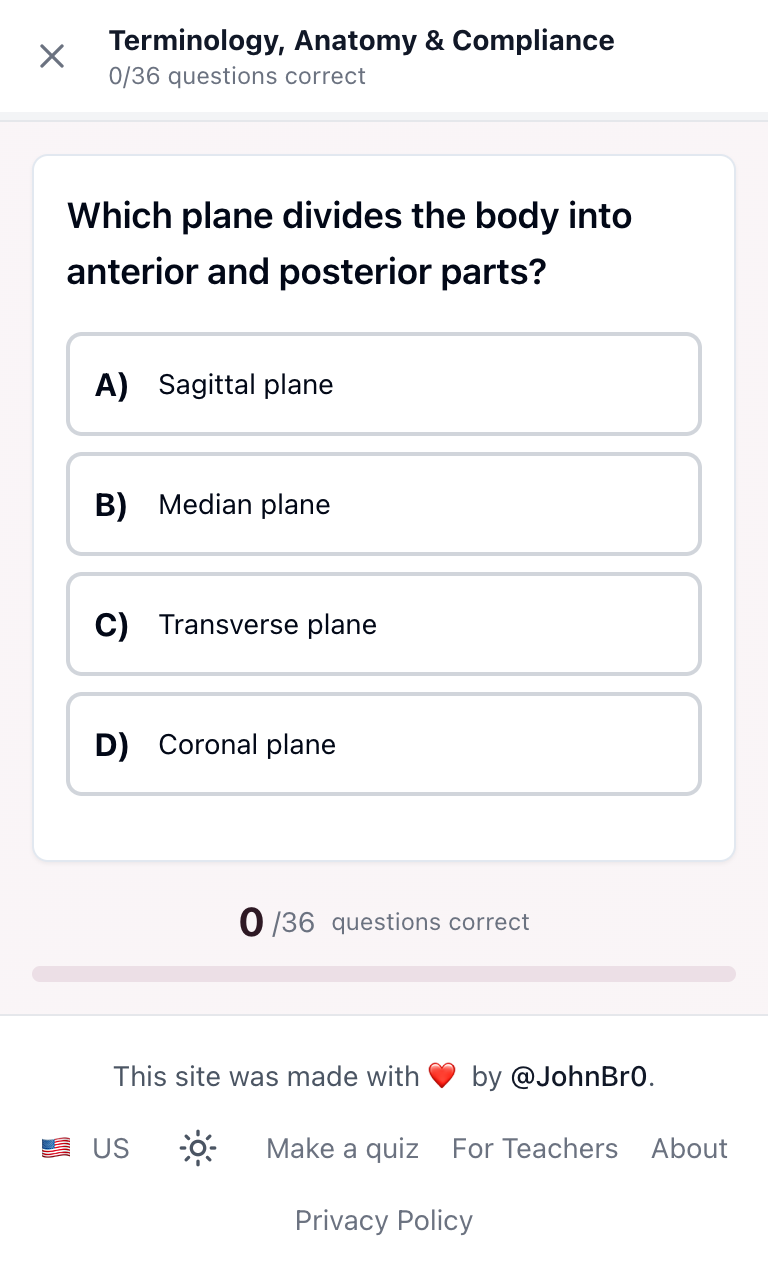 Terminology, Anatomy & Compliance
0/36 questions correct
Which plane divides the body into
anterior and posterior parts?
A) Sagittal plane
B) Median plane
C) Transverse plane
D) Coronal plane
0 /36 questions correct
This site was made with ❤️ by @JohnBr0.
🇺🇸 US Make a quiz For Teachers About
Privacy Policy